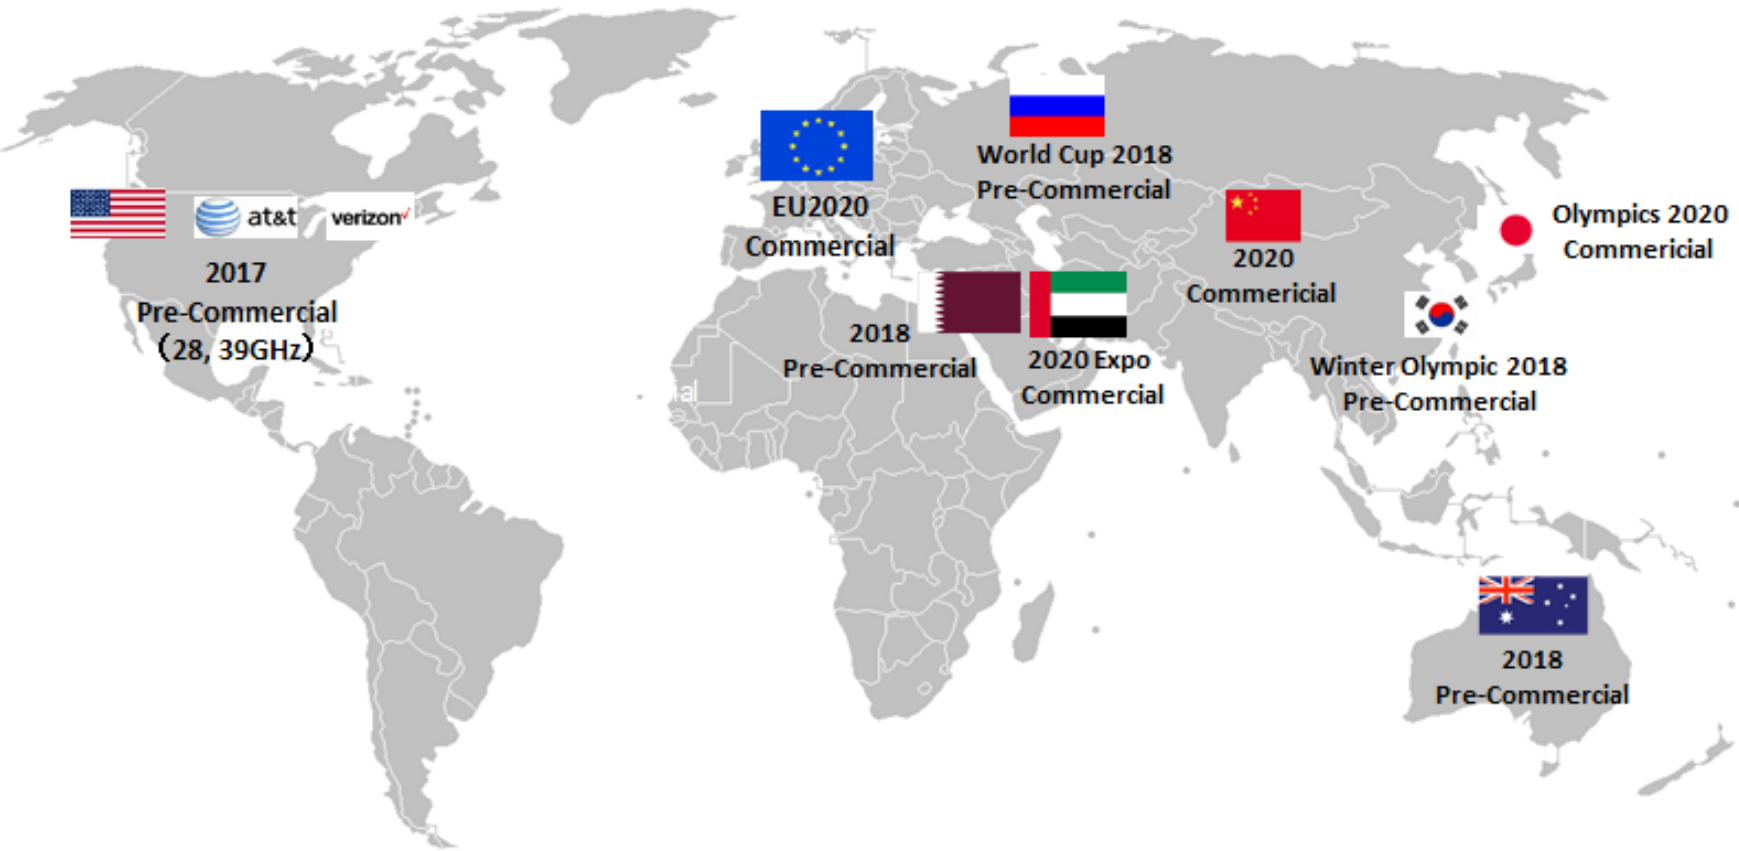 at&t
verizon✓
2017
Pre-Commercial
(28, 39GHz)
EU2020
Commercial
World Cup 2018
Pre-Commercial
2018
Pre-Commercial
2020 Expo
Commercial
2020
Commericial
Olympics 2020
Commericial
Winter Olympic 2018
Pre-Commercial
2018
Pre-Commercial